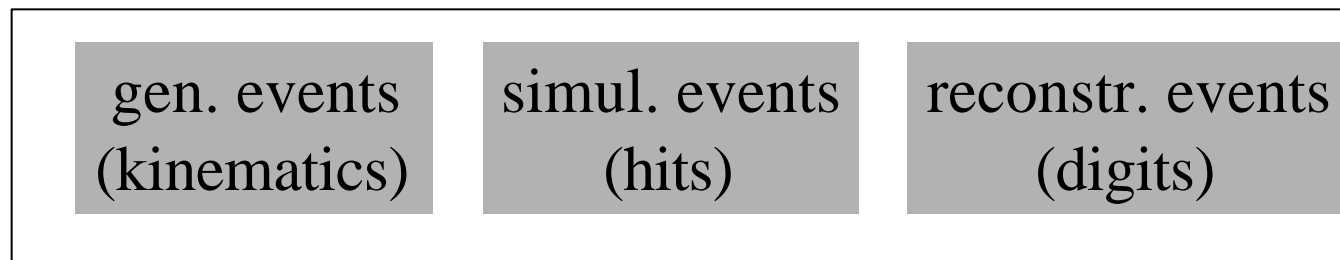 gen. events
(kinematics)
simul. events
(hits)
reconstr. events
(digits)